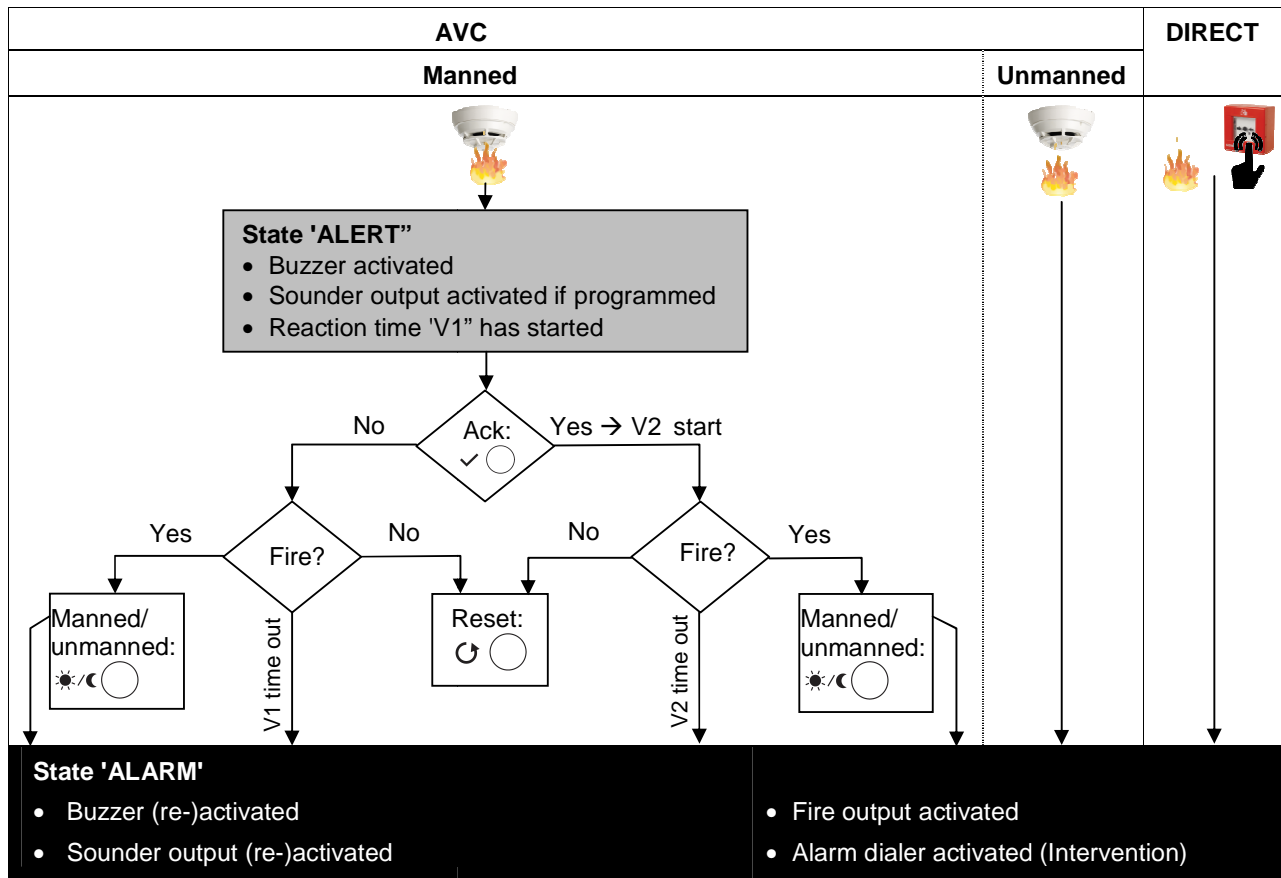 AVC
DIRECT
Manned
Unmanned
State 'ALERT”
• Buzzer activated
• Sounder output activated if programmed
• Reaction time 'V1” has started
No
Ack:
Yes → V2 start
Yes
Fire?
No
No
Fire?
Yes
Manned/
unmanned:
V1 time out
Reset:
V2 time out
Manned/
unmanned:
State 'ALARM'
• Buzzer (re-)activated
• Sounder output (re-)activated
• Fire output activated
• Alarm dialer activated (Intervention)